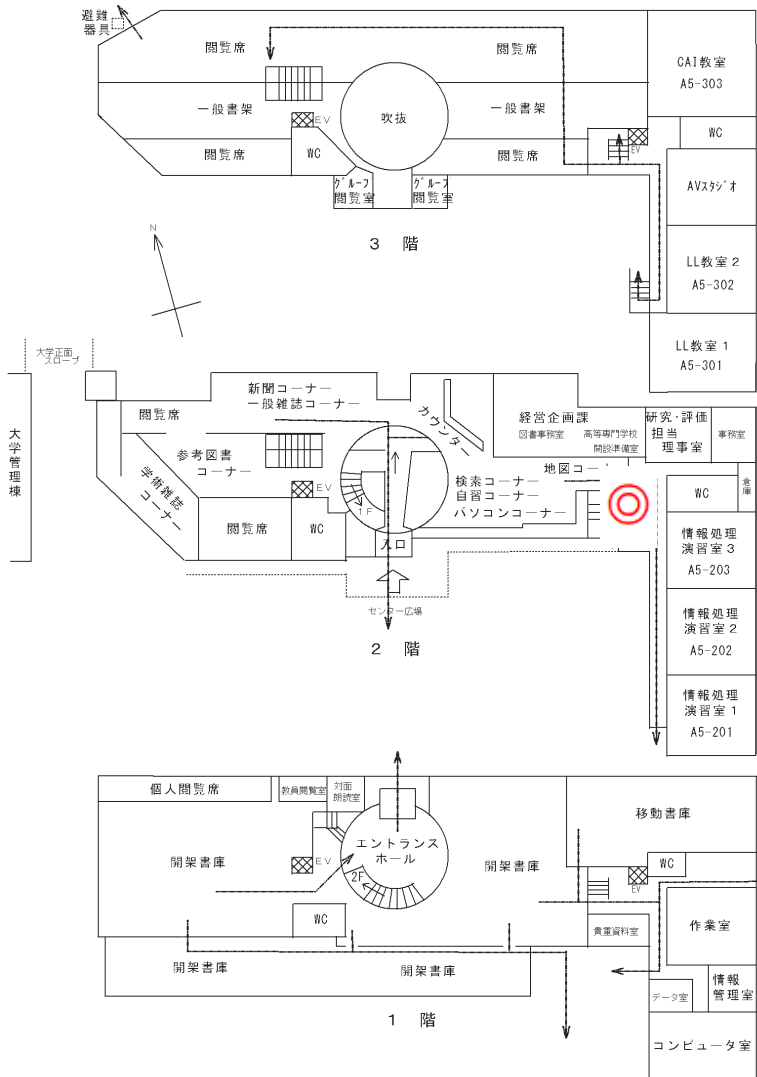 避難
器具
閲覧席
閲覧席
CAI教室
A5-303
一般書架
吹抜
一般書架
EV
WC
EV
WC
閲覧席
閲覧席
グループ
閲覧室
グループ
閲覧室
AVスタジオ
LL教室２
A5-302
LL教室１
A5-301
３　階
N
大学正面
スロープ
大学管理棟
新聞コーナー
一般雑誌コーナー
閲覧席
カウンター
経営企画課
図書事務室
高等専門学校
開設準備室
研究・評価
担当
理事室
事務室
参考図書
コーナー
学術雑誌
コーナー
地図コー
検索コーナー
自習コーナー
パソコンコーナー
EV
1F
WC
倉庫
閲覧席
WC
入口
情報処理
演習室３
A5-203
センター広場
情報処理
演習室２
A5-202
２　階
情報処理
演習室１
A5-201
個人閲覧席
教員閲覧室
対面
朗読室
移動書庫
エントランス
ホール
開架書庫
EV
開架書庫
2F
WC
EV
WC
貴重資料室
作業室
開架書庫
開架書庫
データ室
情報
管理室
１　階
コンピュータ室